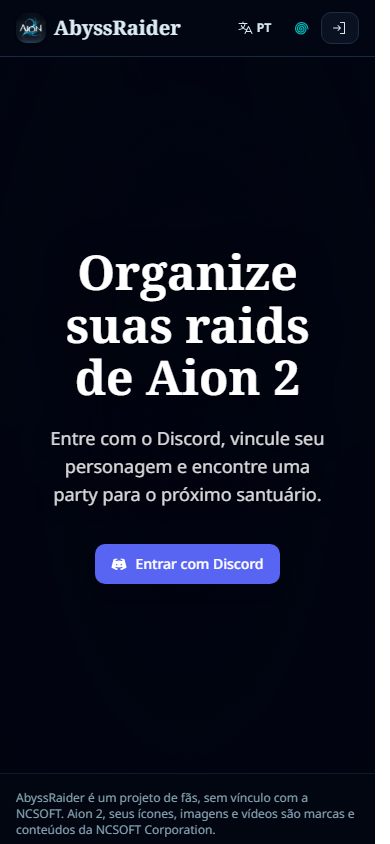 AION AbyssRaider PT
Organize
suas raids
de Aion 2
Entre com o Discord, vincule seu
personagem e encontre uma
party para o próximo santuário.
Entrar com Discord
AbyssRaider é um projeto de fãs, sem vínculo com a
NCSOFT. Aion 2, seus ícones, imagens e vídeos são marcas e
conteúdos da NCSOFT Corporation.